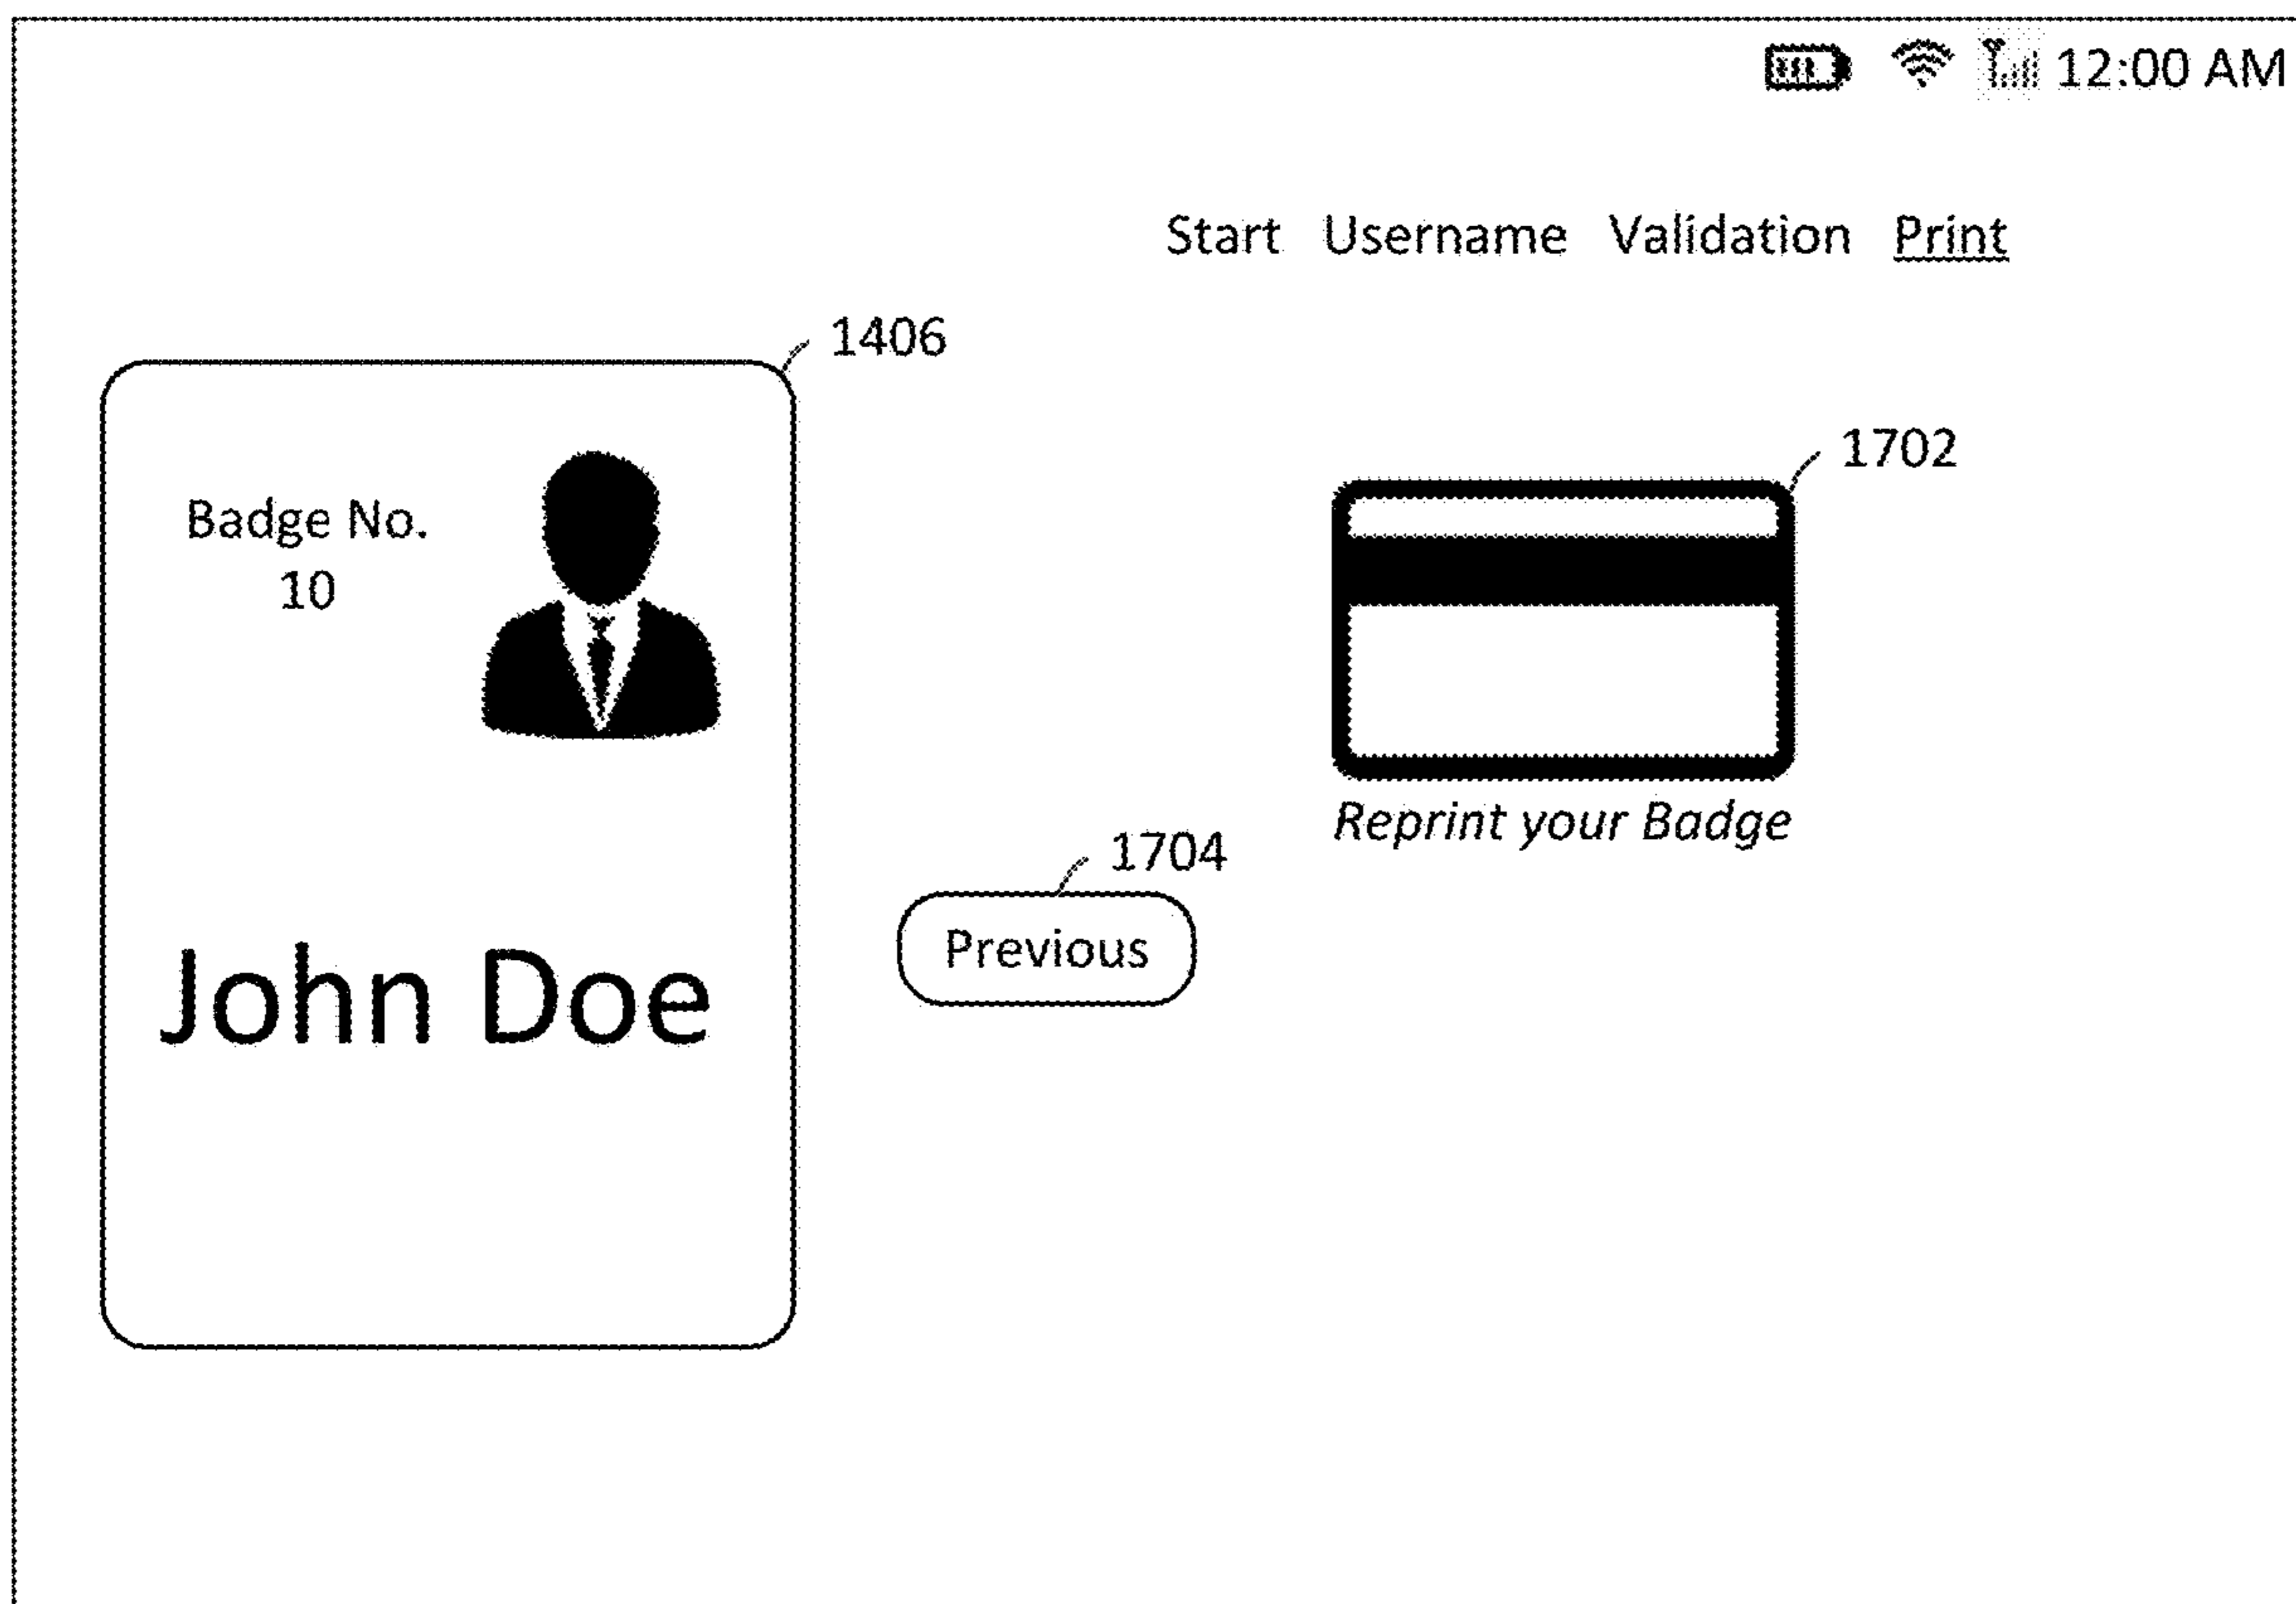 12:00 AM
Start Username Validation Print
1406
1702
Badge No.
10
Reprint your Badge
1704
Previous
John Doe